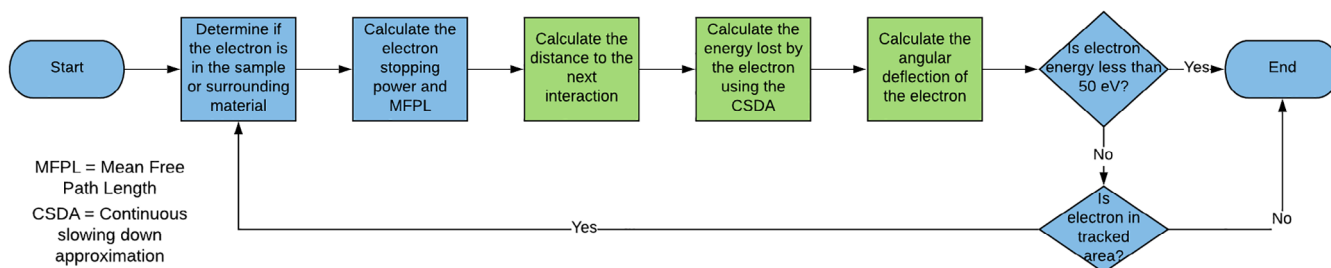 Start
Determine if
the electron is
in the sample
or surrounding
material
Calculate the
electron
stopping
power and
MFPL
Calculate the
distance to the
next
interaction
Calculate the
energy lost by
the electron
using the
CSDA
Calculate the
angular
deflection of
the electron
Is electron
energy less than
50 eV?
Yes
End
No
Is
electron in
tracked
area?
Yes
No
MFPL = Mean Free
Path Length
CSDA = Continuous
slowing down
approximation